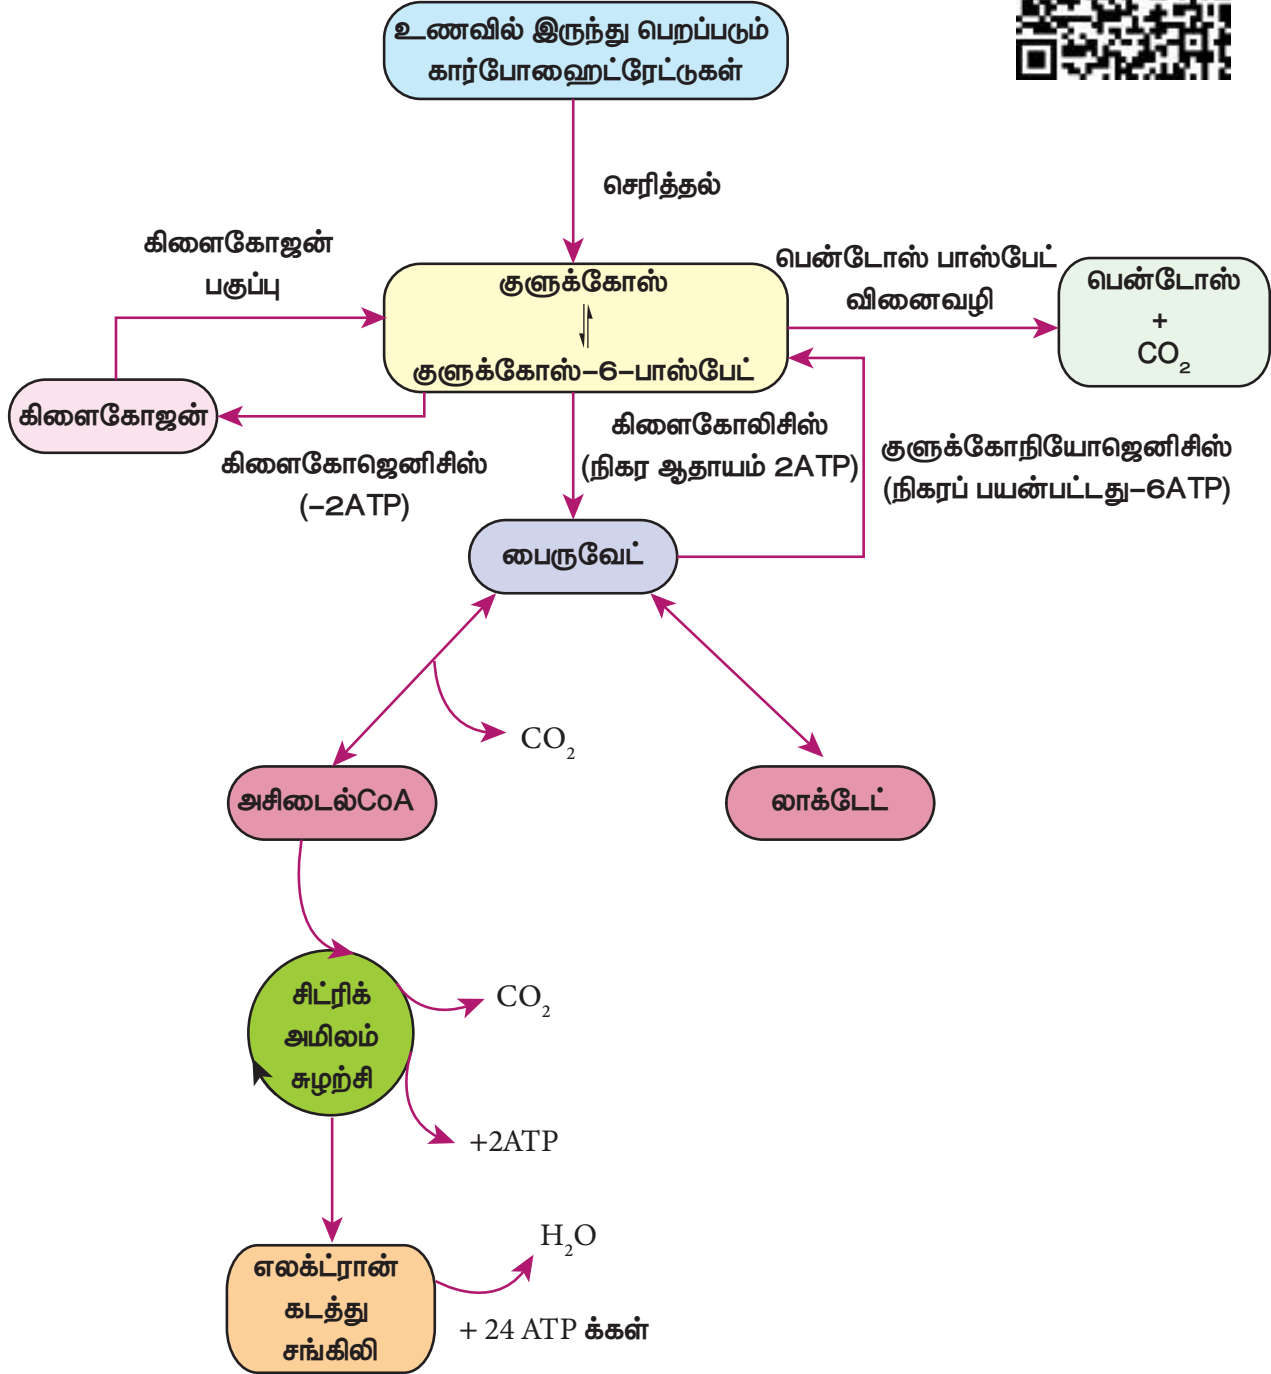 உணவில் இருந்து பெறப்படும்
கார்போஹைட்ரேட்டுகள்
செரித்தல்
கிளைகோஜன்
பகுப்பு
குளுக்கோஸ்
குளுக்கோஸ்-6-பாஸ்பேட்
பென்டோஸ் பாஸ்பேட்
வினைவழி
பென்டோஸ்
+
CO₂
கிளைகோஜன்
கிளைகோஜெனிசிஸ்
(-2ATP)
கிளைகோலிசிஸ்
(நிகர ஆதாயம் 2ATP)
குளுக்கோநியோஜெனிசிஸ்
(நிகரப் பயன்பட்டது-6ATP)
பைருவேட்
CO₂
அசிடைல்CoA
லாக்டேட்
சிட்ரிக்
அமிலம்
சுழற்சி
CO₂
+2ATP
எலக்ட்ரான்
கடத்து
சங்கிலி
H₂O
+ 24 ATP க்கள்